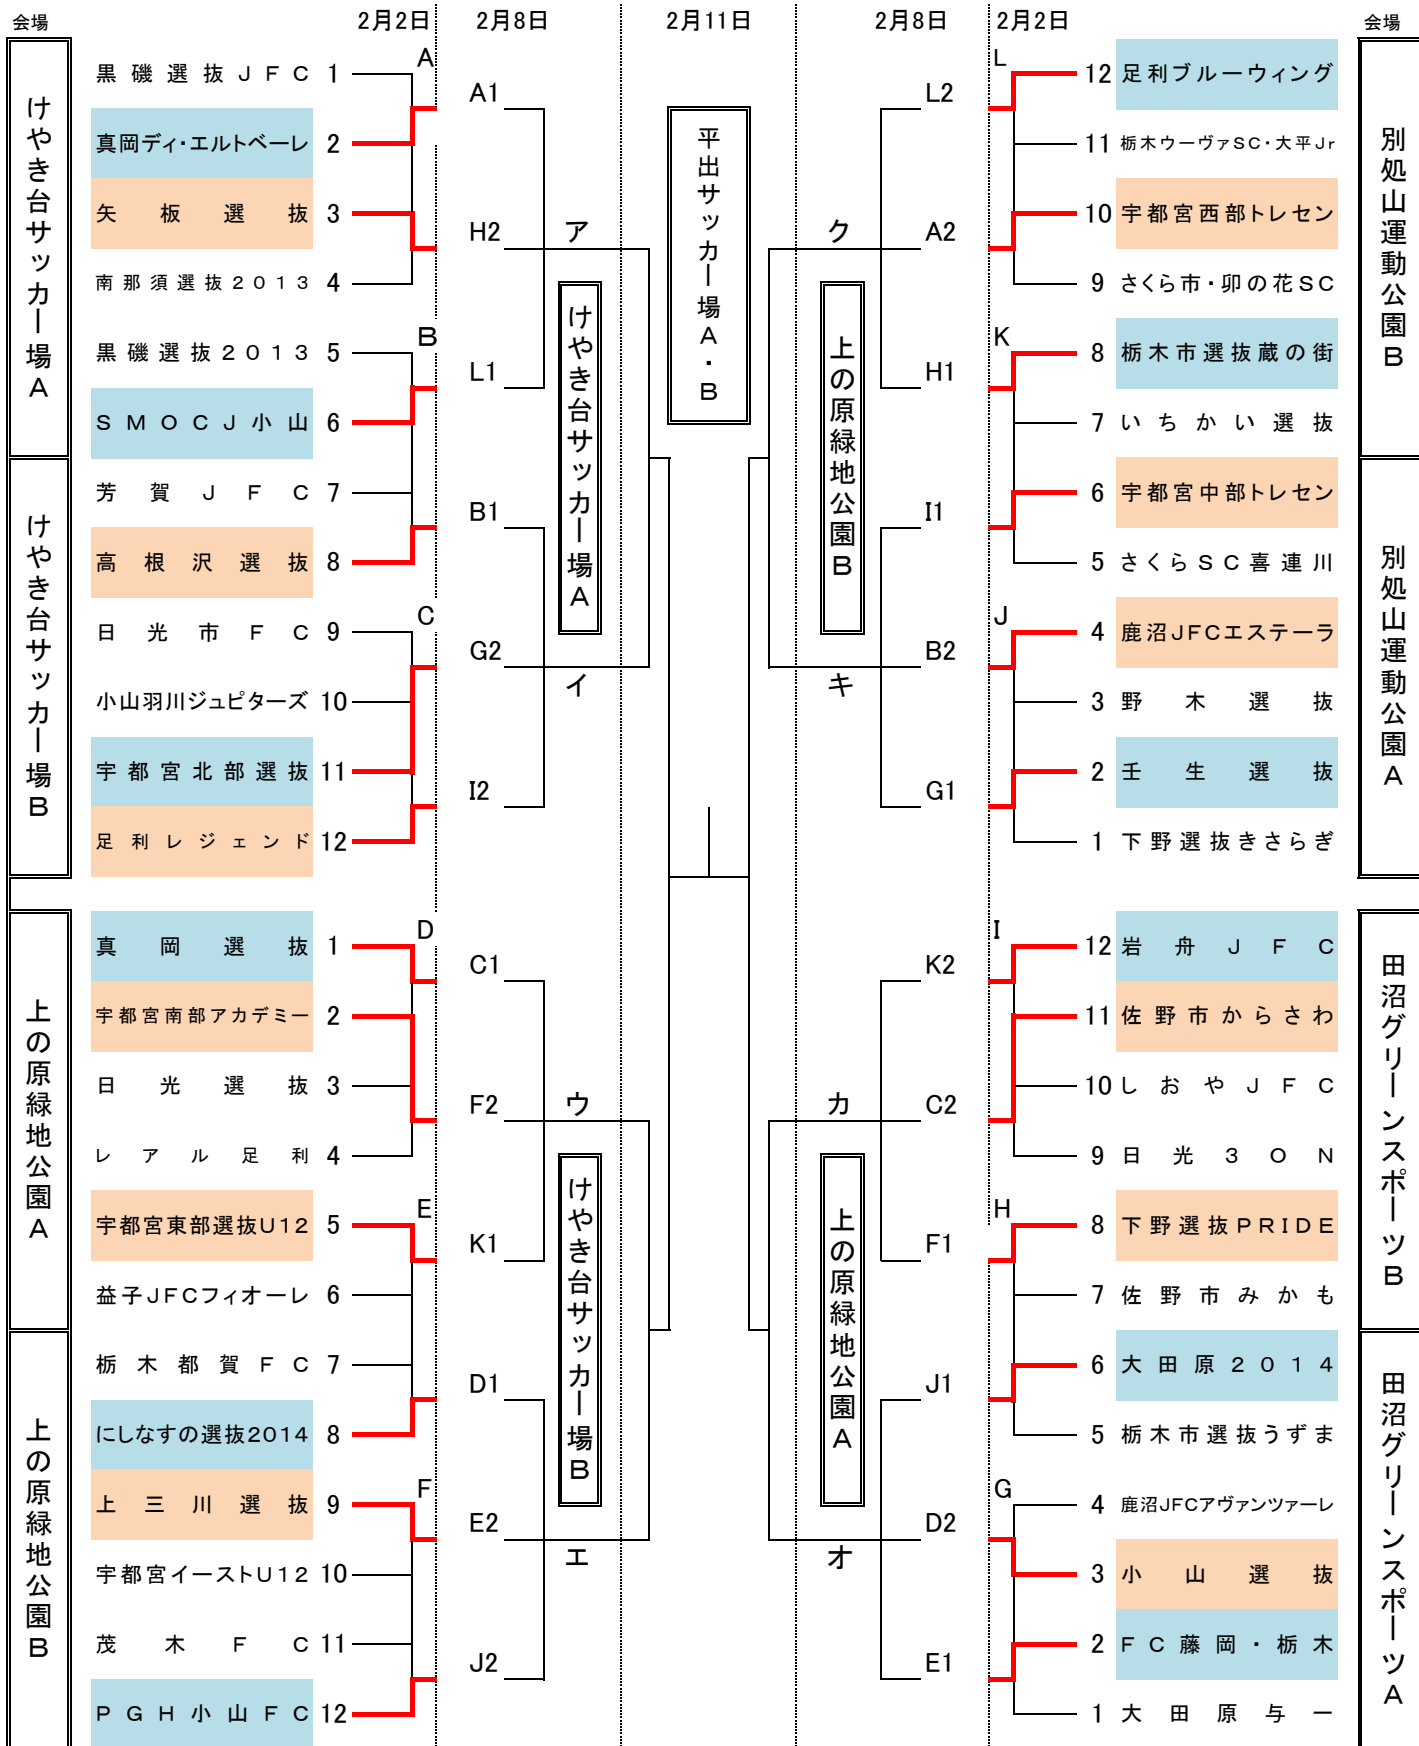 会場 2月2日 2月8日 2月11日 2月8日 2月2日 会場
けやき台サッカー場A
けやき台サッカー場B
上の原緑地公園A
上の原緑地公園B
A
黒磯選抜JFC 1
真岡ディ・エルトベーレ 2
矢板選抜 3
南那須選抜2013 4
B
黒磯選抜2013 5
SMOCJ小山 6
芳賀JFC 7
高根沢選抜 8
C
日光市FC 9
小山羽川ジュピターズ 10
宇都宮北部選抜 11
足利レジェンド 12
D
真岡選抜 1
宇都宮南部アカデミー 2
日光選抜 3
レアル足利 4
E
宇都宮東部選抜U12 5
益子JFCフィオーレ 6
栃木都賀FC 7
にしなすの選抜2014 8
F
上三川選抜 9
宇都宮イーストU12 10
茂木FC 11
PGH小山FC 12
A1
H2
L1
B1
G2
I2
C1
F2
K1
D1
E2
J2
ア
けやき台サッカー場A
イ
ウ
けやき台サッカー場B
エ
平出サッカー場A・B
ク
上の原緑地公園B
キ
カ
上の原緑地公園A
オ
L2
A2
H1
I1
B2
G1
K2
C2
F1
J1
D2
E1
L
12 足利ブルーウィング
11 栃木ウーヴァSC・大平Jr
10 宇都宮西部トレセン
9 さくら市・卯の花SC
K
8 栃木市選抜蔵の街
7 いちかい選抜
6 宇都宮中部トレセン
5 さくらSC喜連川
J
4 鹿沼JFCエステーラ
3 野木選抜
2 壬生選抜
1 下野選抜きさらぎ
I
12 岩舟JFC
11 佐野市からさわ
10 しおやJFC
9 日光3ON
H
8 下野選抜PRIDE
7 佐野市みかも
6 大田原2014
5 栃木市選抜うずま
G
4 鹿沼JFCアヴァンツァーレ
3 小山選抜
2 FC藤岡・栃木
1 大田原与一
別処山運動公園B
別処山運動公園A
田沼グリーンスポーツB
田沼グリーンスポーツA